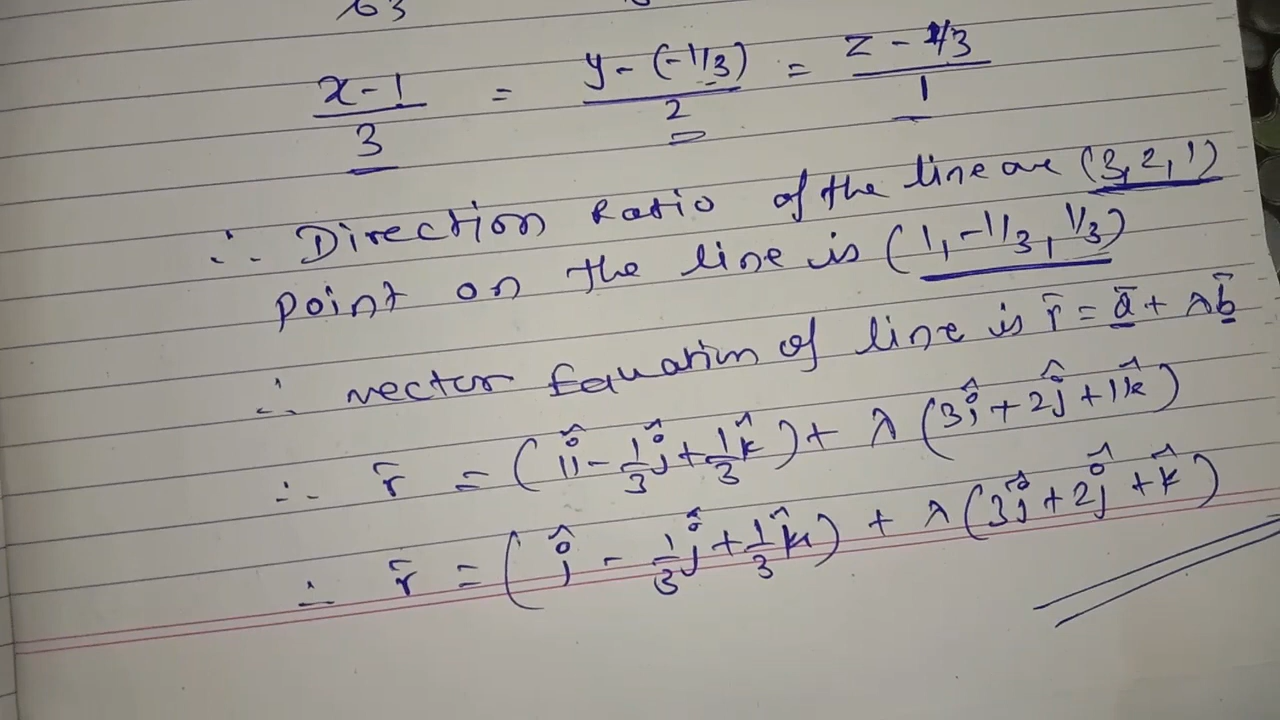 63
x-1/3 = y-(-1/3)/2 = z-1/3/1
∴ Direction Ratio of the line are (3,2,1)
point on the line is (1,-1/3,1/3)
∴ vector Equation of line is r̄ = ā + λb̄
∴ r̄ = (1î - 1/3ĵ + 1/3k̂) + λ(3î + 2ĵ + 1k̂)
∴ r̄ = (î - 1/3ĵ + 1/3k̂) + λ(3î + 2ĵ + k̂)